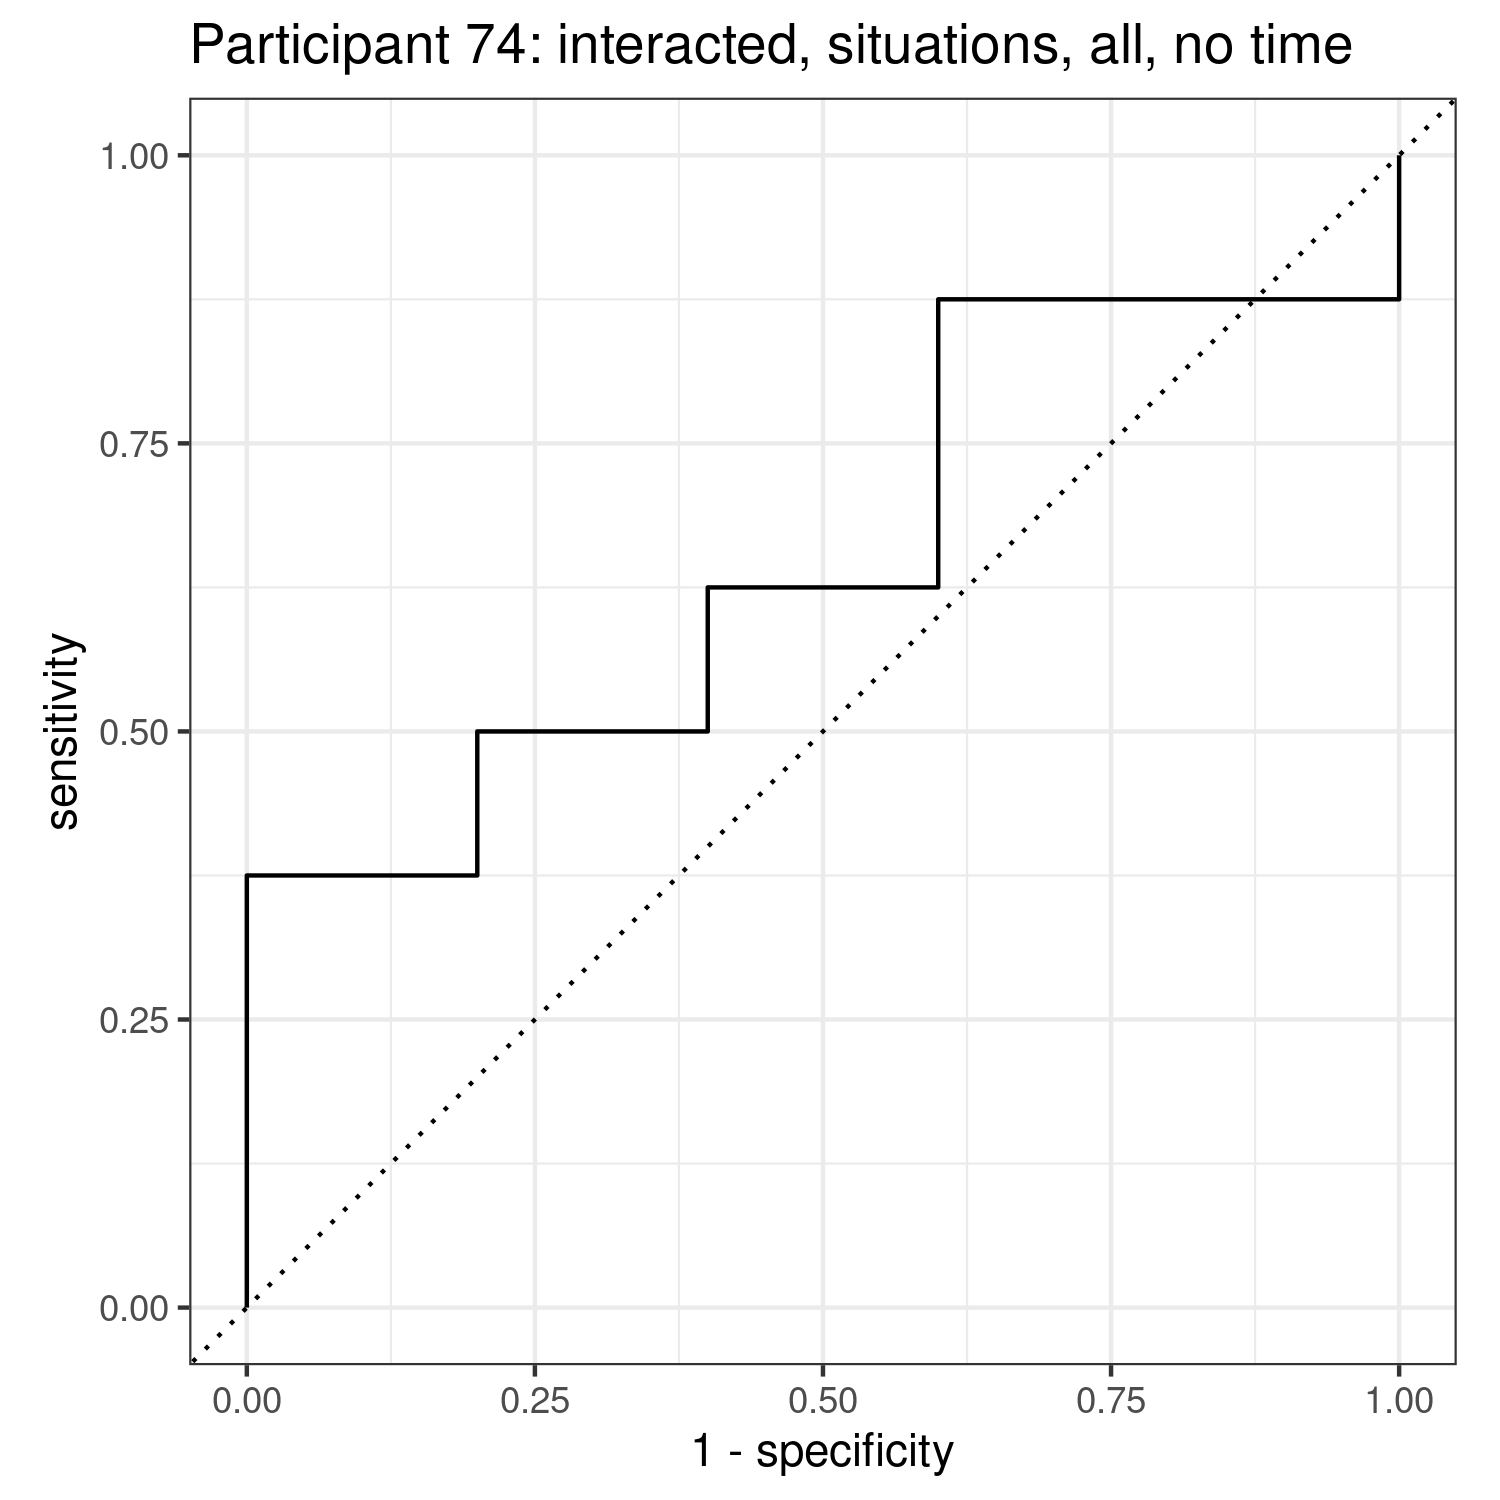 Participant 74: interacted, situations, all, no time
sensitivity
1.00
0.75
0.50
0.25
0.00
0.00 0.25 0.50 0.75 1.00
1 - specificity